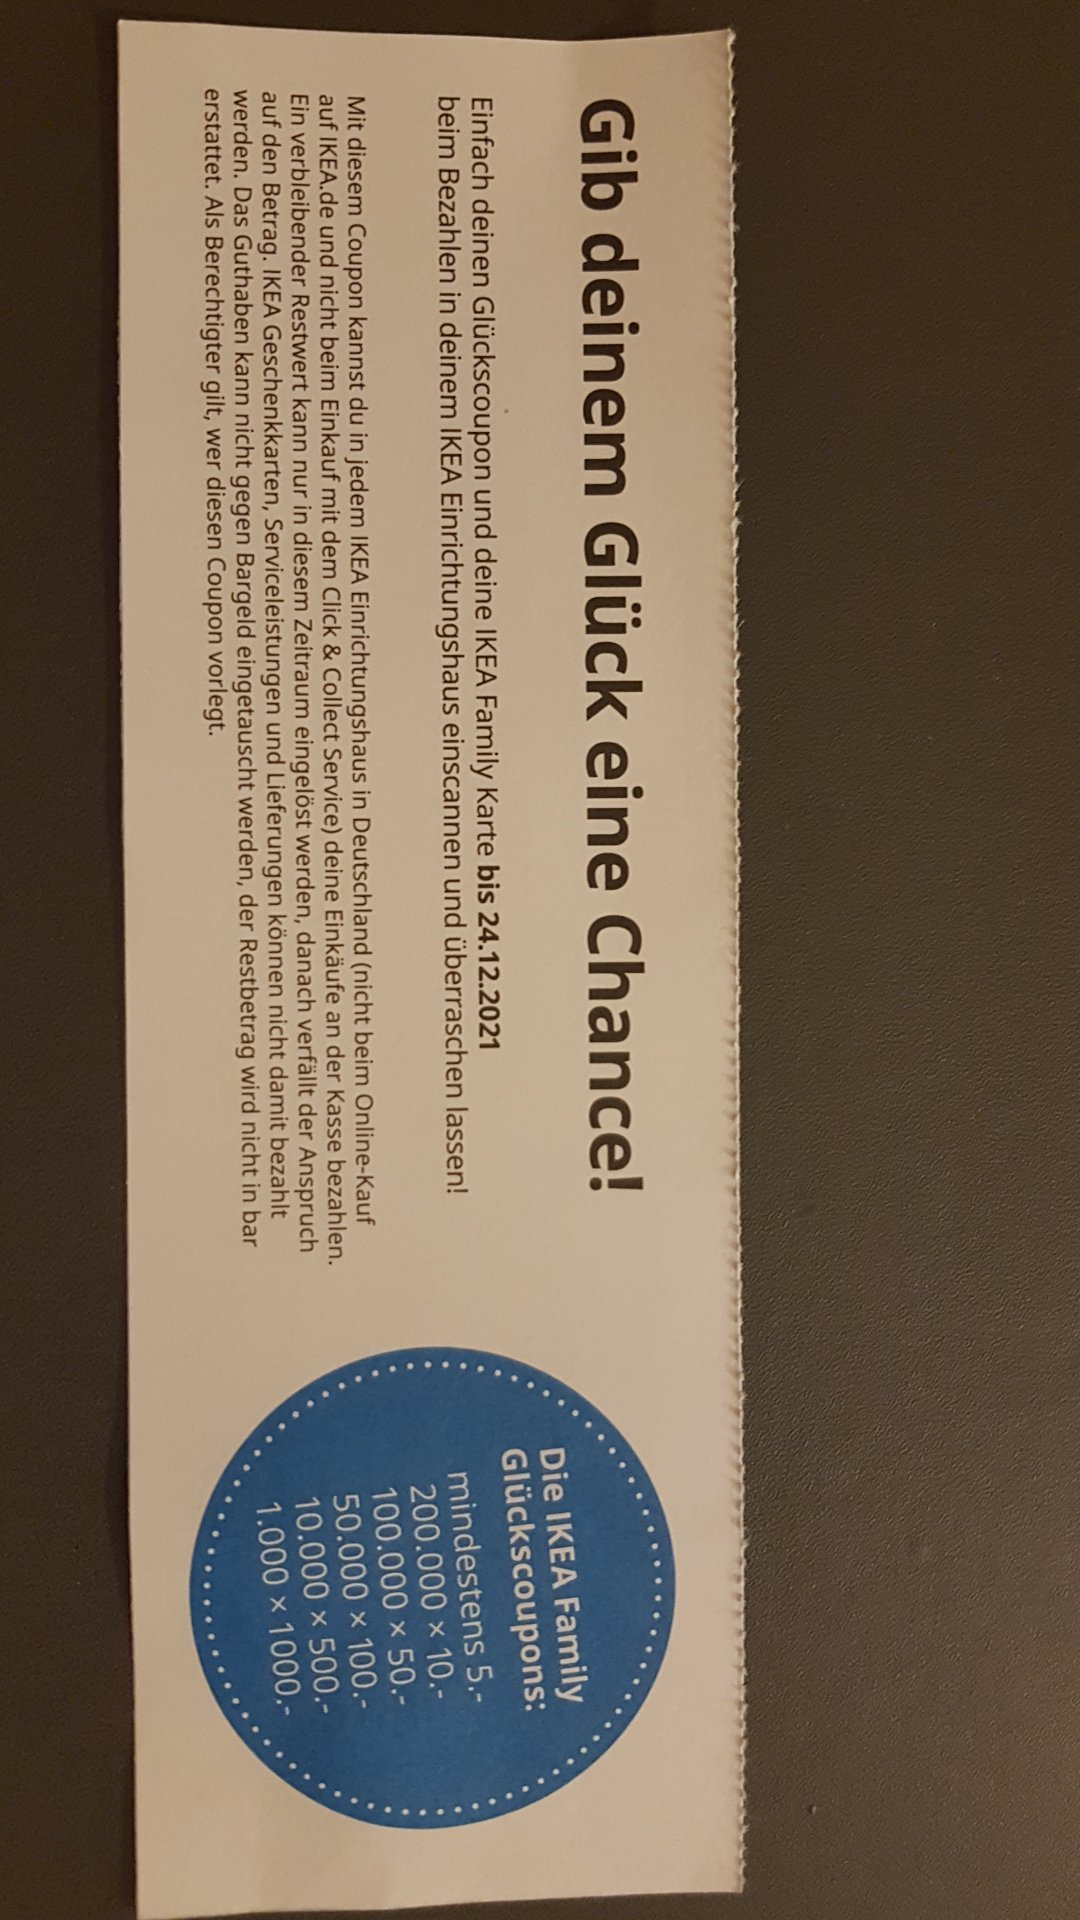 Gib deinem Glück eine Chance!
Einfach deinen Glückscoupon und deine IKEA Family Karte bis 24.12.2021
beim Bezahlen in deinem IKEA Einrichtungshaus einscannen und überraschen lassen!
Mit diesem Coupon kannst du in jedem IKEA Einrichtungshaus in Deutschland (nicht beim Online-Kauf
auf IKEA.de und nicht beim Einkauf mit dem Click & Collect Service) deine Einkäufe an der Kasse bezahlen.
Ein verbleibender Restwert kann nur in diesem Zeitraum eingelöst werden, danach verfällt der Anspruch
auf den Betrag. IKEA Geschenkkarten, Serviceleistungen und Lieferungen können nicht damit bezahlt
werden. Das Guthaben kann nicht gegen Bargeld eingetauscht werden, der Restbetrag wird nicht in bar
erstattet. Als Berechtigter gilt, wer diesen Coupon vorlegt.
Die IKEA Family
Glückscoupons:
mindestens 5.-
200.000 × 10.-
100.000 × 50.-
50.000 × 100.-
10.000 × 500.-
1.000 × 1000.-